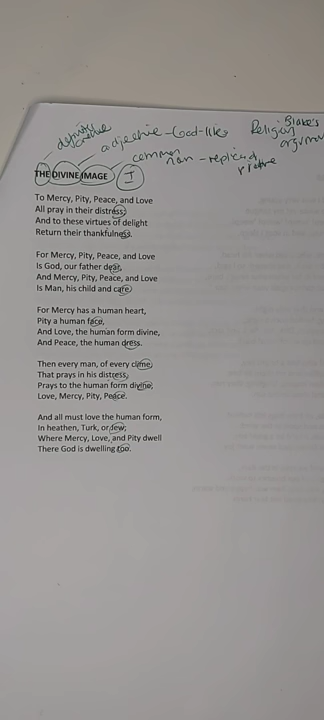 Blake's
definite
adjective - God-like
Religion
common
noun - replicad
THE DIVINE IMAGE
I
To Mercy, Pity, Peace, and Love
All pray in their distress;
And to these virtues of delight
Return their thankfulness.
For Mercy, Pity, Peace, and Love
Is God, our father dear,
And Mercy, Pity, Peace, and Love
Is Man, his child and care.
For Mercy has a human heart,
Pity a human face,
And Love, the human form divine,
And Peace, the human dress.
Then every man, of every clime,
That prays in his distress,
Prays to the human form divine,
Love, Mercy, Pity, Peace.
And all must love the human form,
In heathen, Turk, or Jew;
Where Mercy, Love, and Pity dwell
There God is dwelling too.